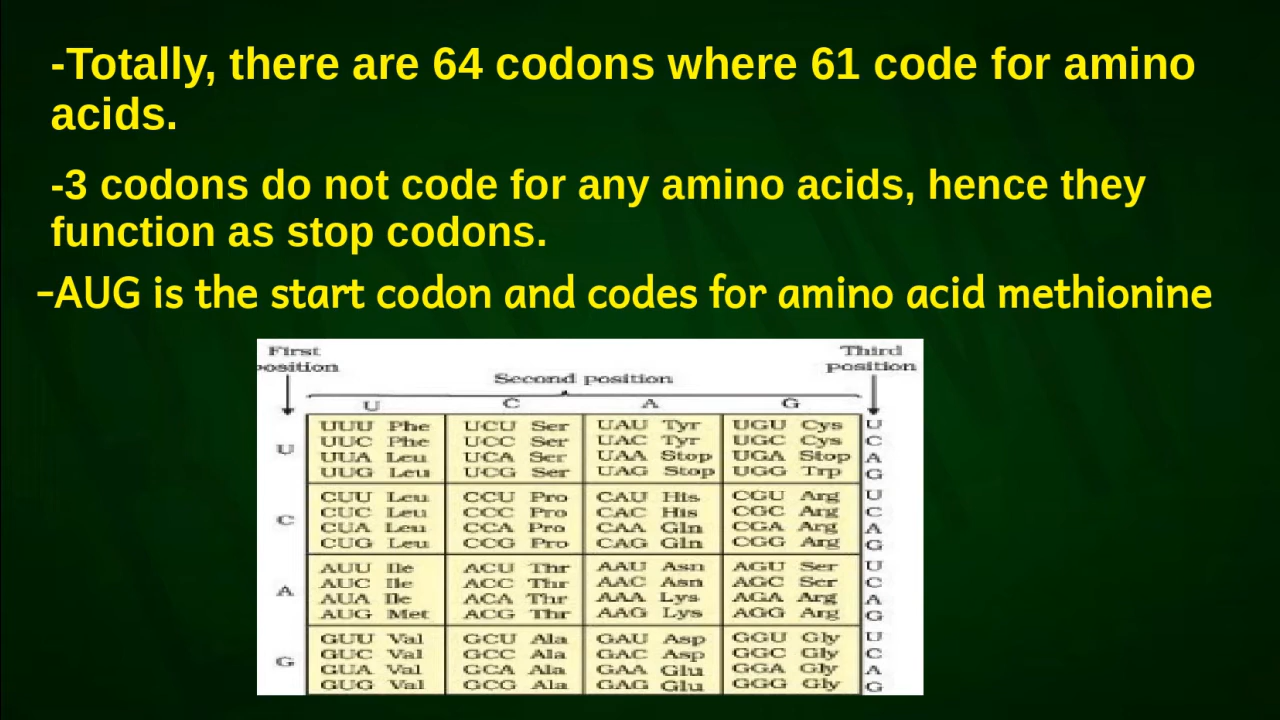 -Totally, there are 64 codons where 61 code for amino
acids.
-3 codons do not code for any amino acids, hence they
function as stop codons.
-AUG is the start codon and codes for amino acid methionine
First Third
position position
Second position
U C A G
UUU Phe UCU Ser UAU Tyr UGU Cys U
UUC Phe UCC Ser UAC Tyr UGC Cys C
U UUA Leu UCA Ser UAA Stop UGA Stop A
UUG Leu UCG Ser UAG Stop UGG Trp G
CUU Leu CCU Pro CAU His CGU Arg U
CUC Leu CCC Pro CAC His CGC Arg C
C CUA Leu CCA Pro CAA Gln CGA Arg A
CUG Leu CCG Pro CAG Gln CGG Arg G
AUU Ile ACU Thr AAU Asn AGU Ser U
AUC Ile ACC Thr AAC Asn AGC Ser C
A AUA Ile ACA Thr AAA Lys AGA Arg A
AUG Met ACG Thr AAG Lys AGG Arg G
GUU Val GCU Ala GAU Asp GGU Gly U
GUC Val GCC Ala GAC Asp GGC Gly C
G GUA Val GCA Ala GAA Glu GGA Gly A
GUG Val GCG Ala GAG Glu GGG Gly G